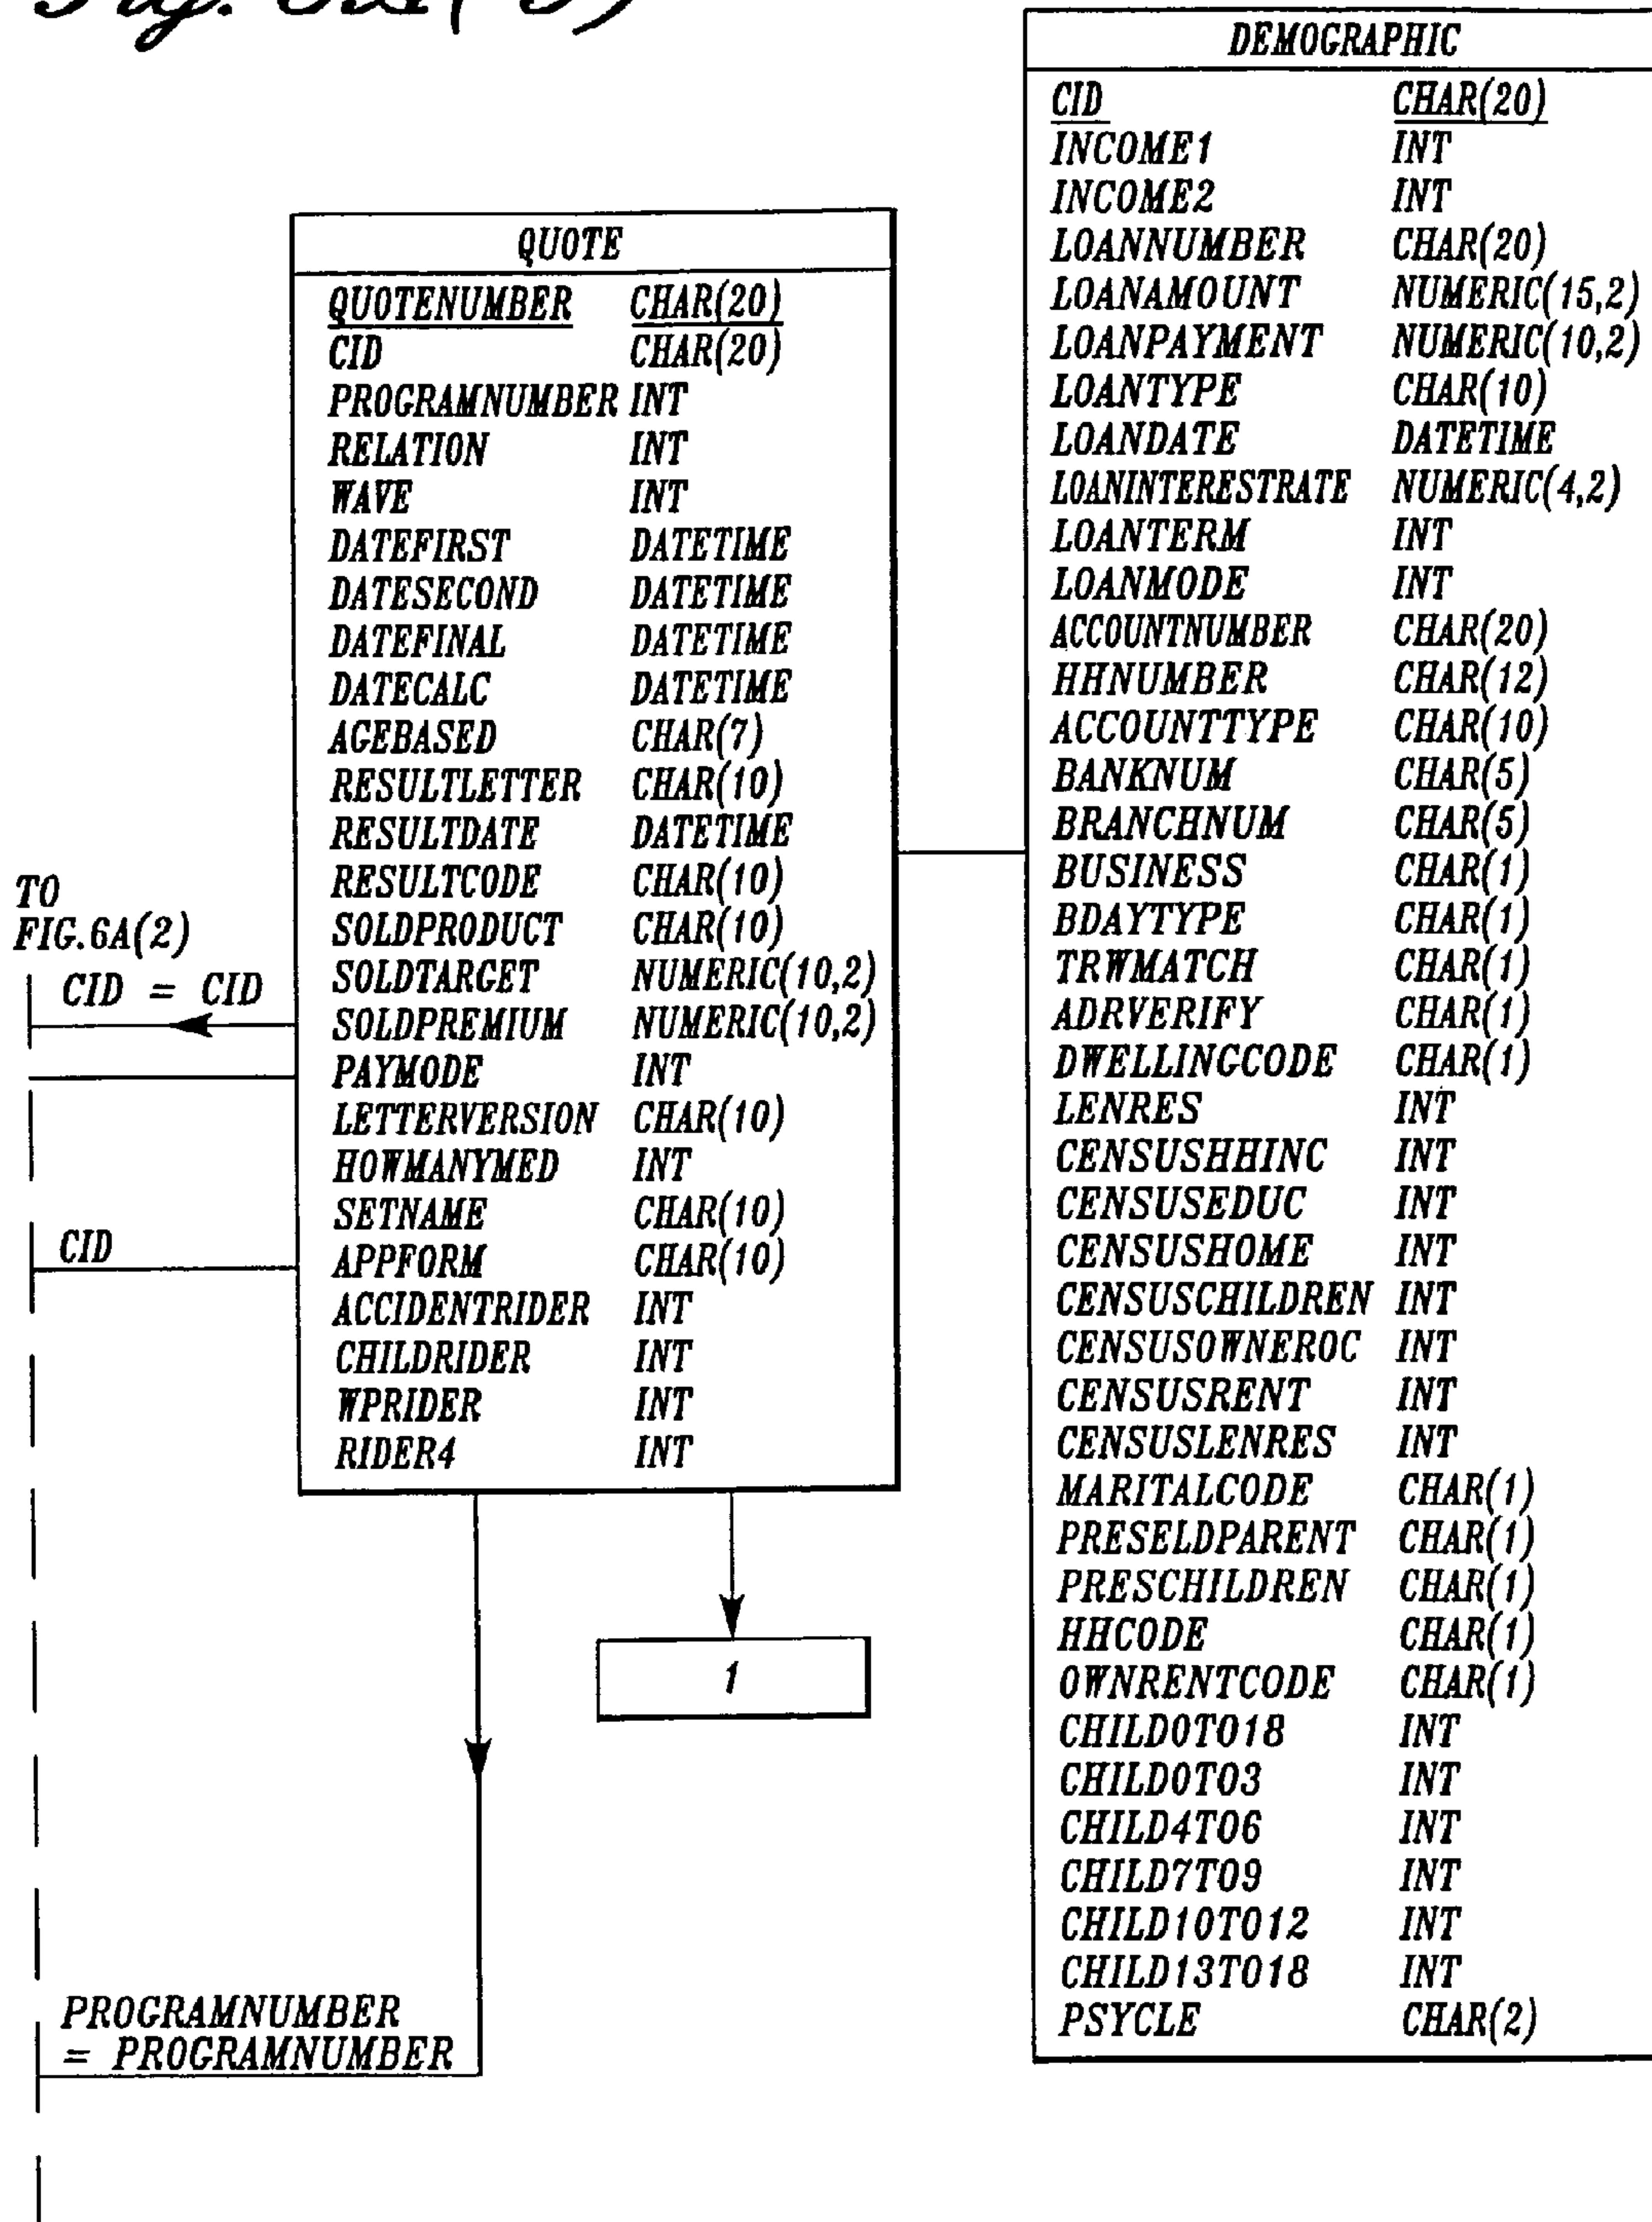 Fig.
DEMOGRAPHIC
CID CHAR(20)
INCOME1 INT
INCOME2 INT
LOANNUMBER CHAR(20)
LOANAMOUNT NUMERIC(15,2)
LOANPAYMENT NUMERIC(10,2)
LOANTYPE CHAR(10)
LOANDATE DATETIME
LOANINTERESTRATE NUMERIC(4,2)
LOANTERM INT
LOANMODE INT
ACCOUNTNUMBER CHAR(20)
HHNUMBER CHAR(12)
ACCOUNTTYPE CHAR(10)
BANKNUM CHAR(5)
BRANCHNUM CHAR(5)
BUSINESS CHAR(1)
BDAYTYPE CHAR(1)
TRWMATCH CHAR(1)
ADRVERIFY CHAR(1)
DWELLINGCODE CHAR(1)
LENRES INT
CENSUSHHINC INT
CENSUSEDUC INT
CENSUSHOME INT
CENSUSCHILDREN INT
CENSUSOWNEROC INT
CENSUSRENT INT
CENSUSLENRES INT
MARITALCODE CHAR(1)
PRESELDPARENT CHAR(1)
PRESCHILDREN CHAR(1)
HHCODE CHAR(1)
OWNRENTCODE CHAR(1)
CHILD0TO18 INT
CHILD0TO3 INT
CHILD4TO6 INT
CHILD7TO9 INT
CHILD10TO12 INT
CHILD13TO18 INT
PSYCLE CHAR(2)
QUOTE
QUOTENUMBER CHAR(20)
CID CHAR(20)
PROGRAMNUMBER INT
RELATION INT
WAVE INT
DATEFIRST DATETIME
DATESECOND DATETIME
DATEFINAL DATETIME
DATECALC DATETIME
AGEBASED CHAR(7)
RESULTLETTER CHAR(10)
RESULTDATE DATETIME
RESULTCODE CHAR(10)
SOLDPRODUCT CHAR(10)
SOLDTARGET NUMERIC(10,2)
SOLDPREMIUM NUMERIC(10,2)
PAYMODE INT
LETTERVERSION CHAR(10)
HOWMANYMED INT
SETNAME CHAR(10)
APPFORM CHAR(10)
ACCIDENTRIDER INT
CHILDRIDER INT
WPRIDER INT
RIDER4 INT
TO
FIG.6A(2)
CID = CID
CID
1
PROGRAMNUMBER
= PROGRAMNUMBER